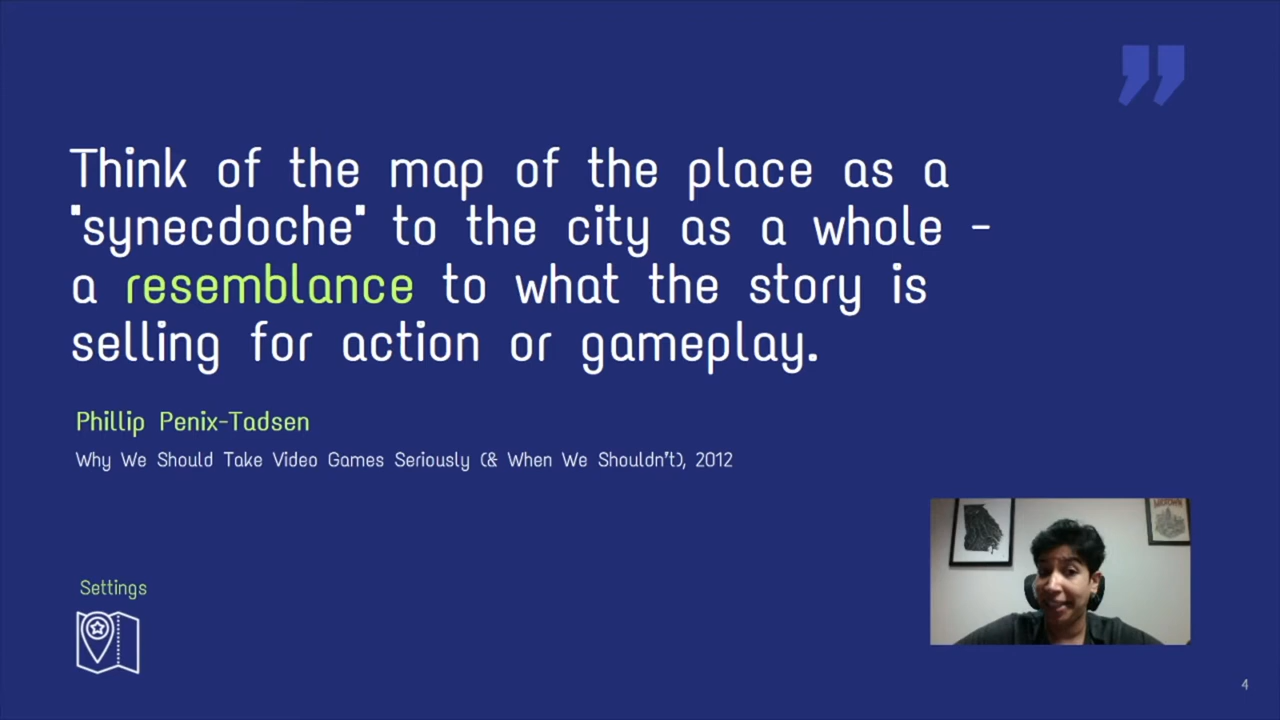 Think of the map of the place as a
"synecdoche" to the city as a whole -
a resemblance to what the story is
selling for action or gameplay.
Phillip Penix-Tadsen
Why We Should Take Video Games Seriously (& When We Shouldn't), 2012
Settings
MIDTOWN
4